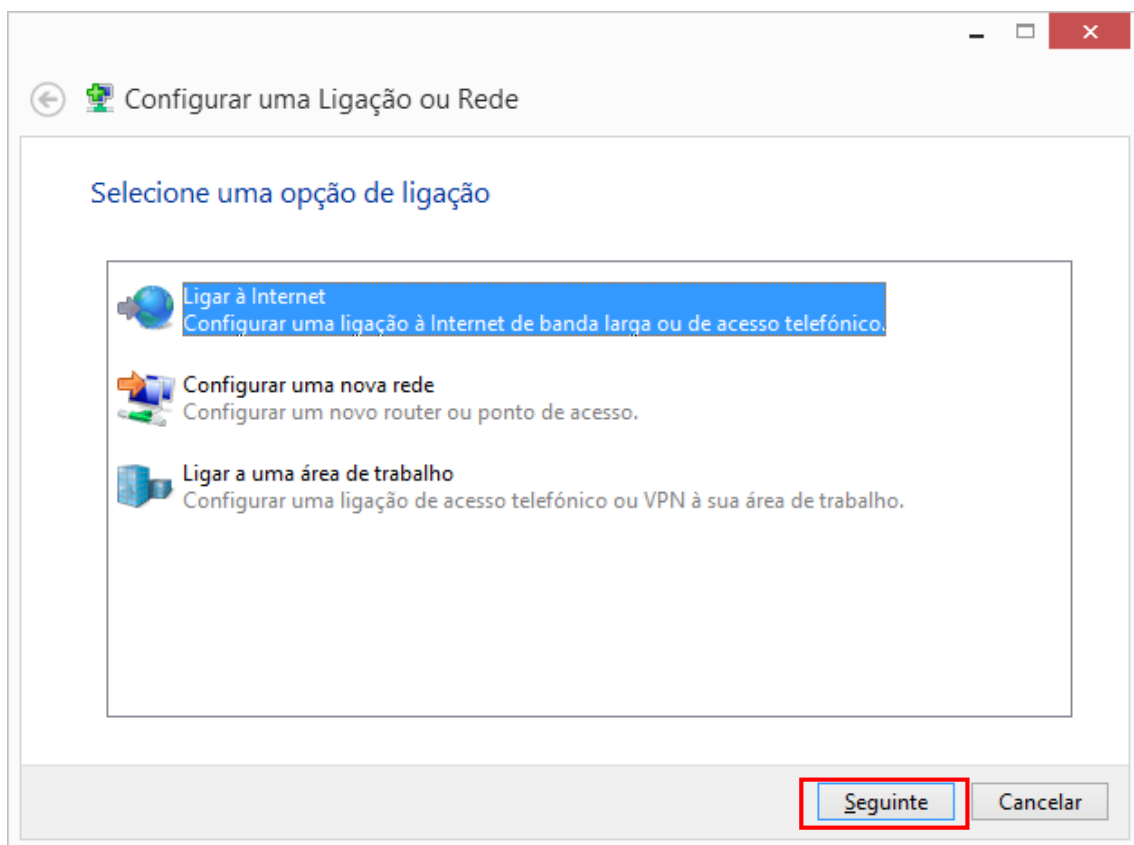 Configurar uma Ligação ou Rede
Selecione uma opção de ligação
Ligar à Internet
Configurar uma ligação à Internet de banda larga ou de acesso telefónico.
Configurar uma nova rede
Configurar um novo router ou ponto de acesso.
Ligar a uma área de trabalho
Configurar uma ligação de acesso telefónico ou VPN à sua área de trabalho.
Seguinte
Cancelar